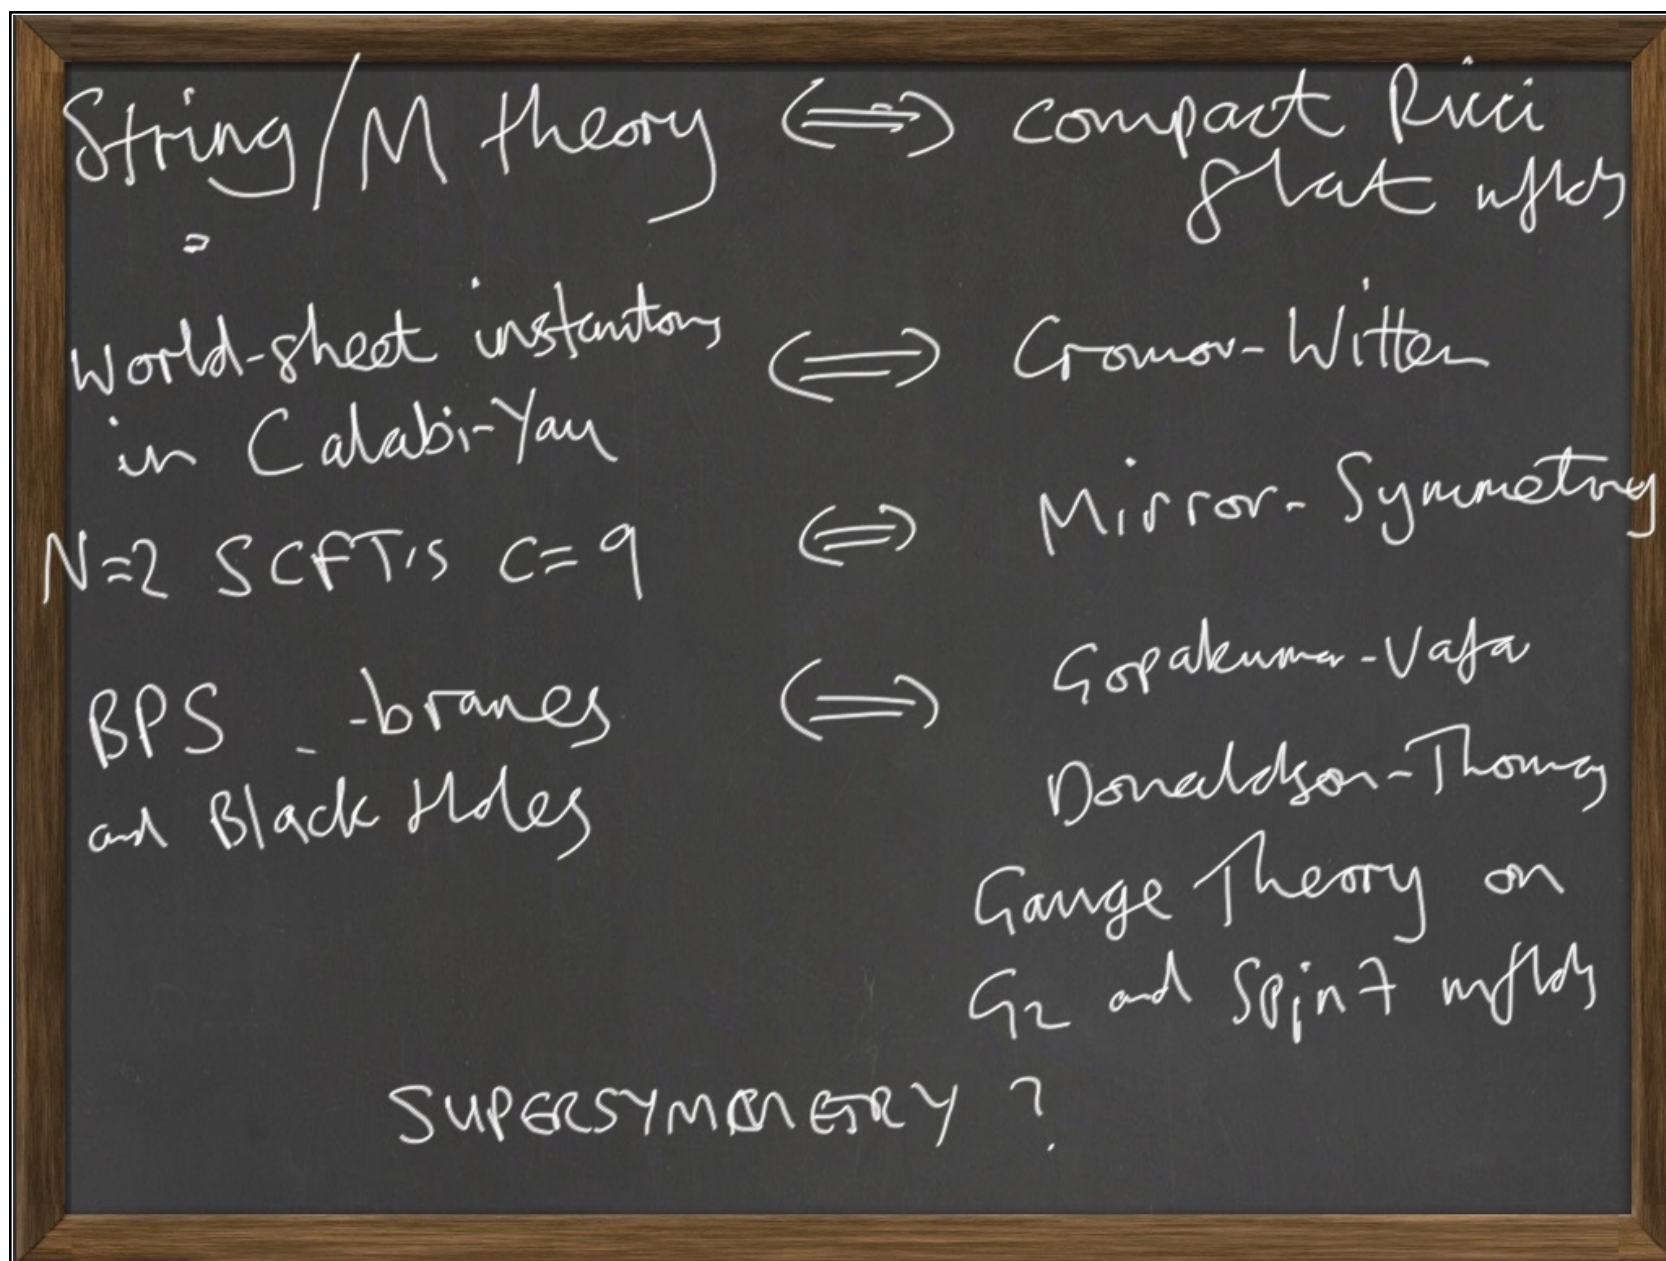 String/M theory ⟺ compact Ricci
flat mflds
World-sheet instantons ⟺ Gromov-Witten
in Calabi-Yau
N=2 SCFT's c=9 ⟺ Mirror-Symmetry
BPS -branes ⟺ Gopakumar-Vafa
and Black Holes
Donaldson-Thomas
Gauge Theory on
G2 and Spin7 mflds
SUPERSYMMETRY ?